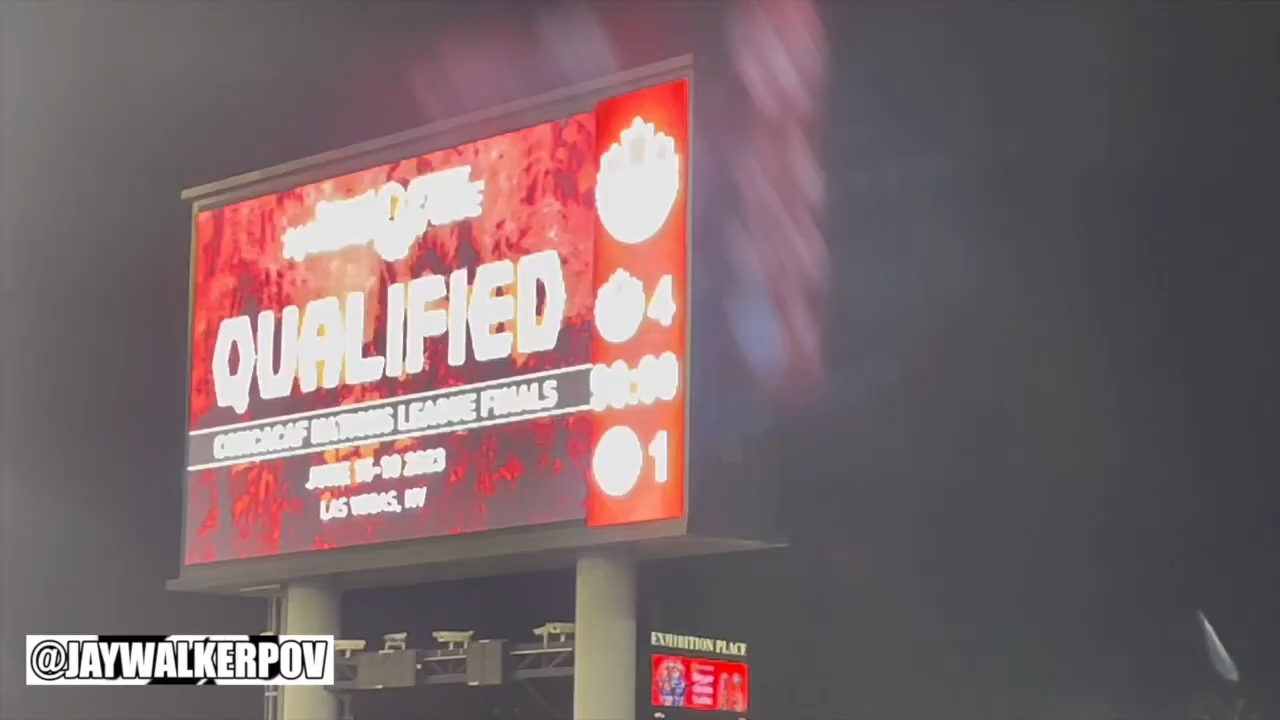 QUALIFIED
CONCACAF NATIONS LEAGUE FINALS
JUNE 15-18 2023
LAS VEGAS, NV
4
90:00
1
EXHIBITION PLACE
@JAYWALKERPOV